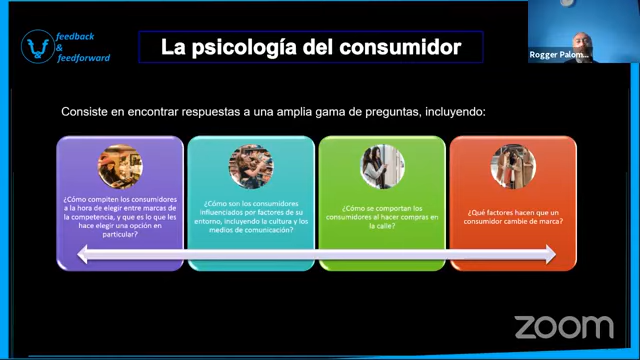 feedback
&
feedforward
La psicología del consumidor
Rogger Palom...
Consiste en encontrar respuestas a una amplia gama de preguntas, incluyendo:
¿Cómo compiten los consumidores
a la hora de elegir entre marcas de
la competencia, y que es lo que les
hace elegir una opción en
particular?
¿Cómo son los consumidores
influenciados por factores de su
entorno, incluyendo la cultura y los
medios de comunicación?
¿Cómo se comportan los
consumidores al hacer compras en
la calle?
¿Qué factores hacen que un
consumidor cambie de marca?
zoom